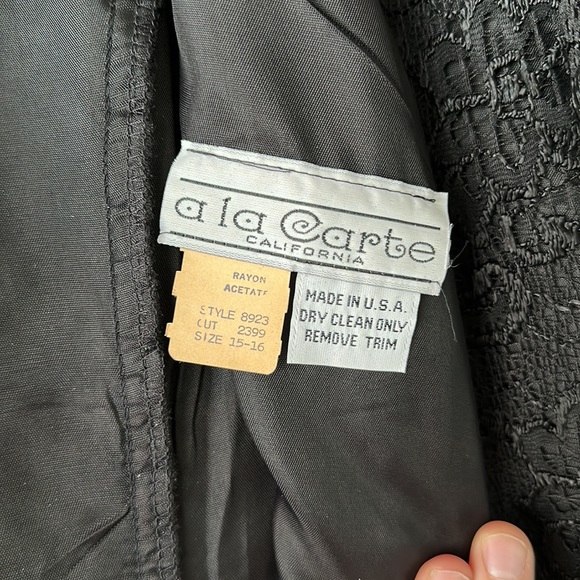 a la Carte
CALIFORNIA
RAYON
ACETATE
STYLE 8923
CUT 2399
SIZE 15-16
MADE IN U.S.A.
DRY CLEAN ONLY
REMOVE TRIM